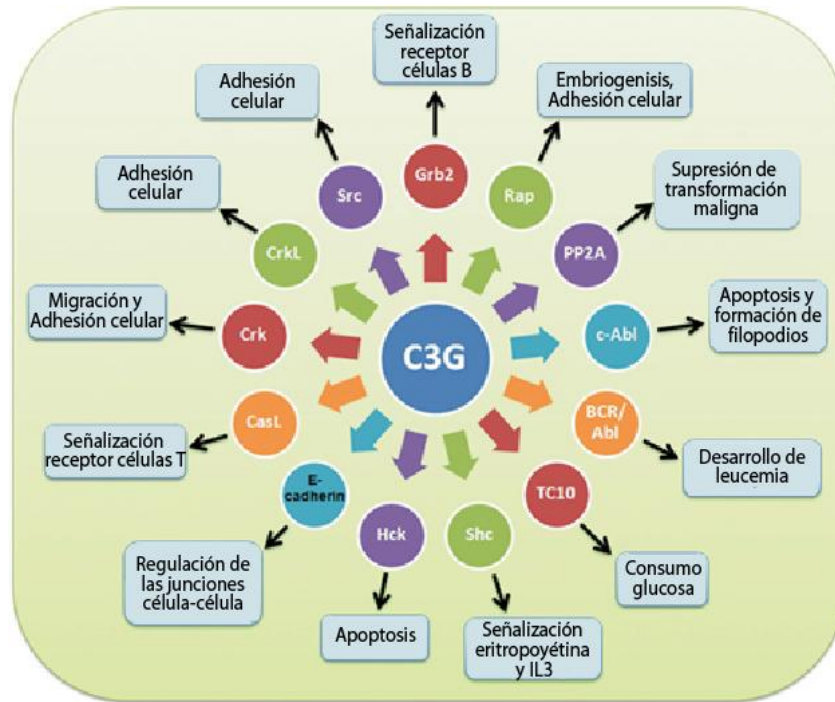 Señalización
receptor
células B
Embriogenisis,
Adhesión celular
Adhesión
celular
Supresión de
transformación
maligna
Adhesión
celular
Apoptosis y
formación de
filopodios
Migración y
Adhesión celular
Señalización
receptor células T
Desarrollo de
leucemia
Regulación de
las junciones
célula-célula
Consumo
glucosa
Apoptosis
Señalización
eritropoyétina
y IL3
C3G
Grb2
Rap
PP2A
c-Abl
BCR/
Abl
TC10
Shc
Hck
E-
cadherin
CasL
Crk
CrkL
Src